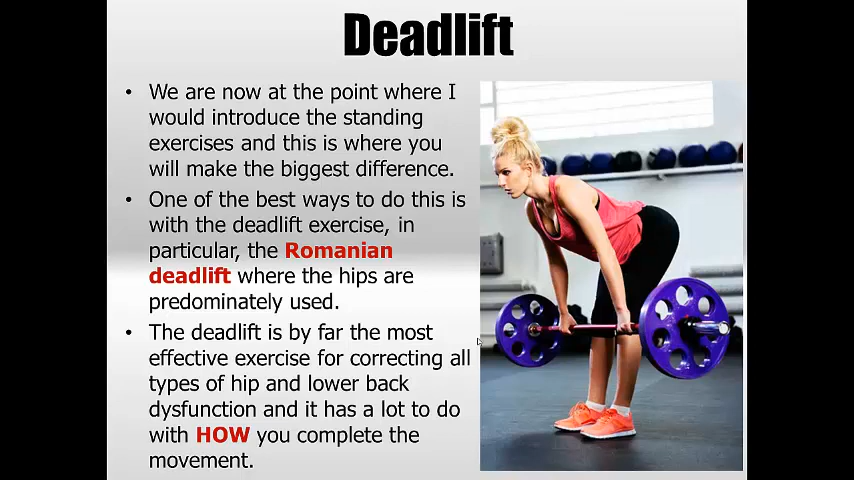 Deadlift
• We are now at the point where I
would introduce the standing
exercises and this is where you
will make the biggest difference.
• One of the best ways to do this is
with the deadlift exercise, in
particular, the Romanian
deadlift where the hips are
predominately used.
• The deadlift is by far the most
effective exercise for correcting all
types of hip and lower back
dysfunction and it has a lot to do
with HOW you complete the
movement.